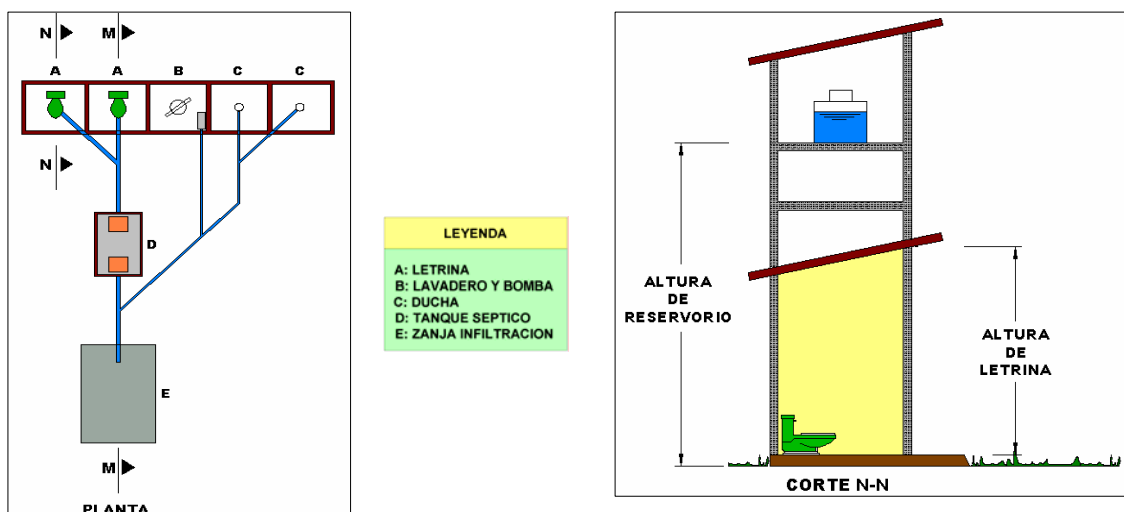 N M
A A B C C
N
D
E
M
PLANTA
LEYENDA
A: LETRINA
B: LAVADERO Y BOMBA
C: DUCHA
D: TANQUE SEPTICO
E: ZANJA INFILTRACION
ALTURA
DE
RESERVORIO
ALTURA
DE
LETRINA
CORTE N-N